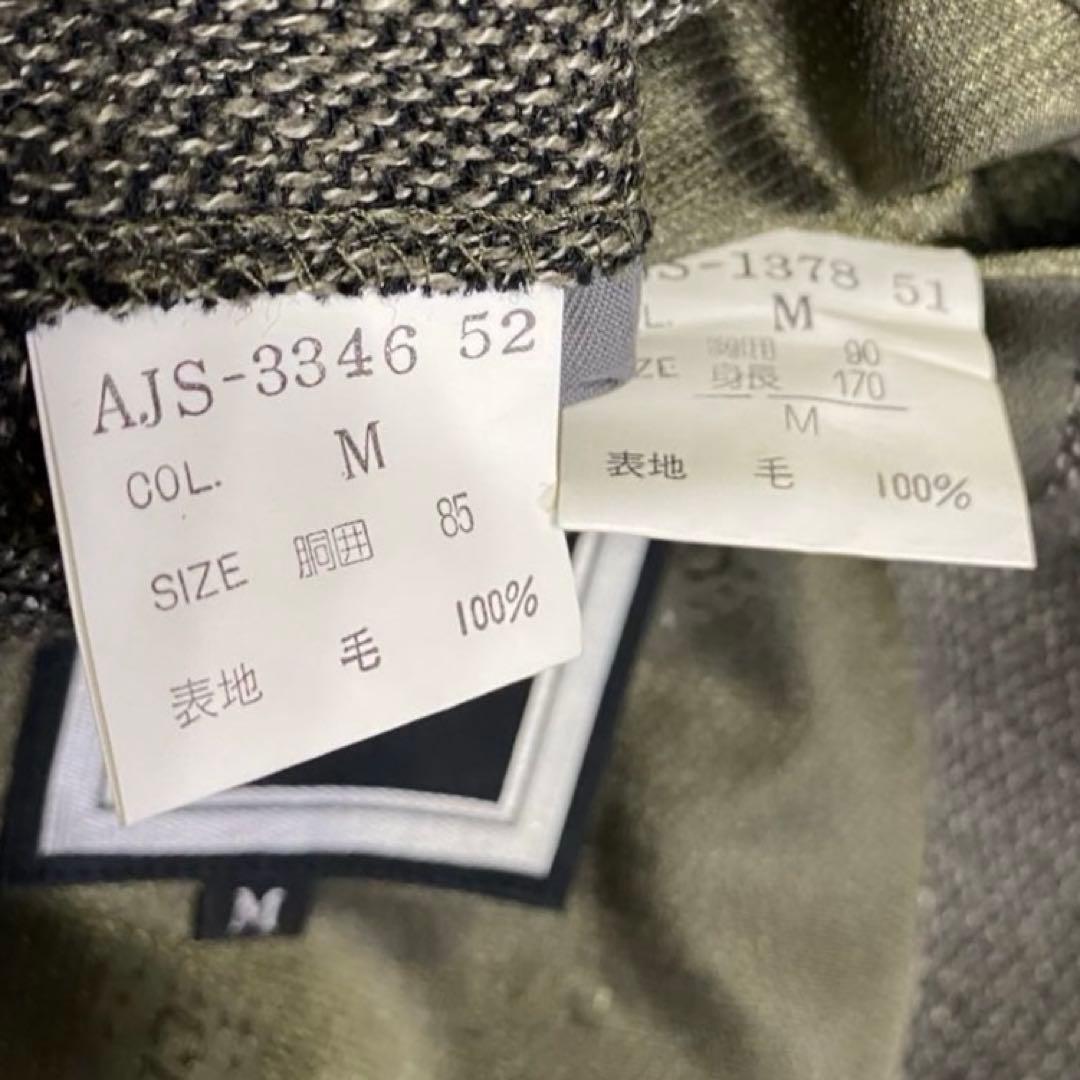 AJS-3346 52
COL. M
SIZE 胴囲 85
表地 毛 100%
S-1378 51
L. M
ZE 胸囲 90
身長 170
M
表地 毛 100%
M